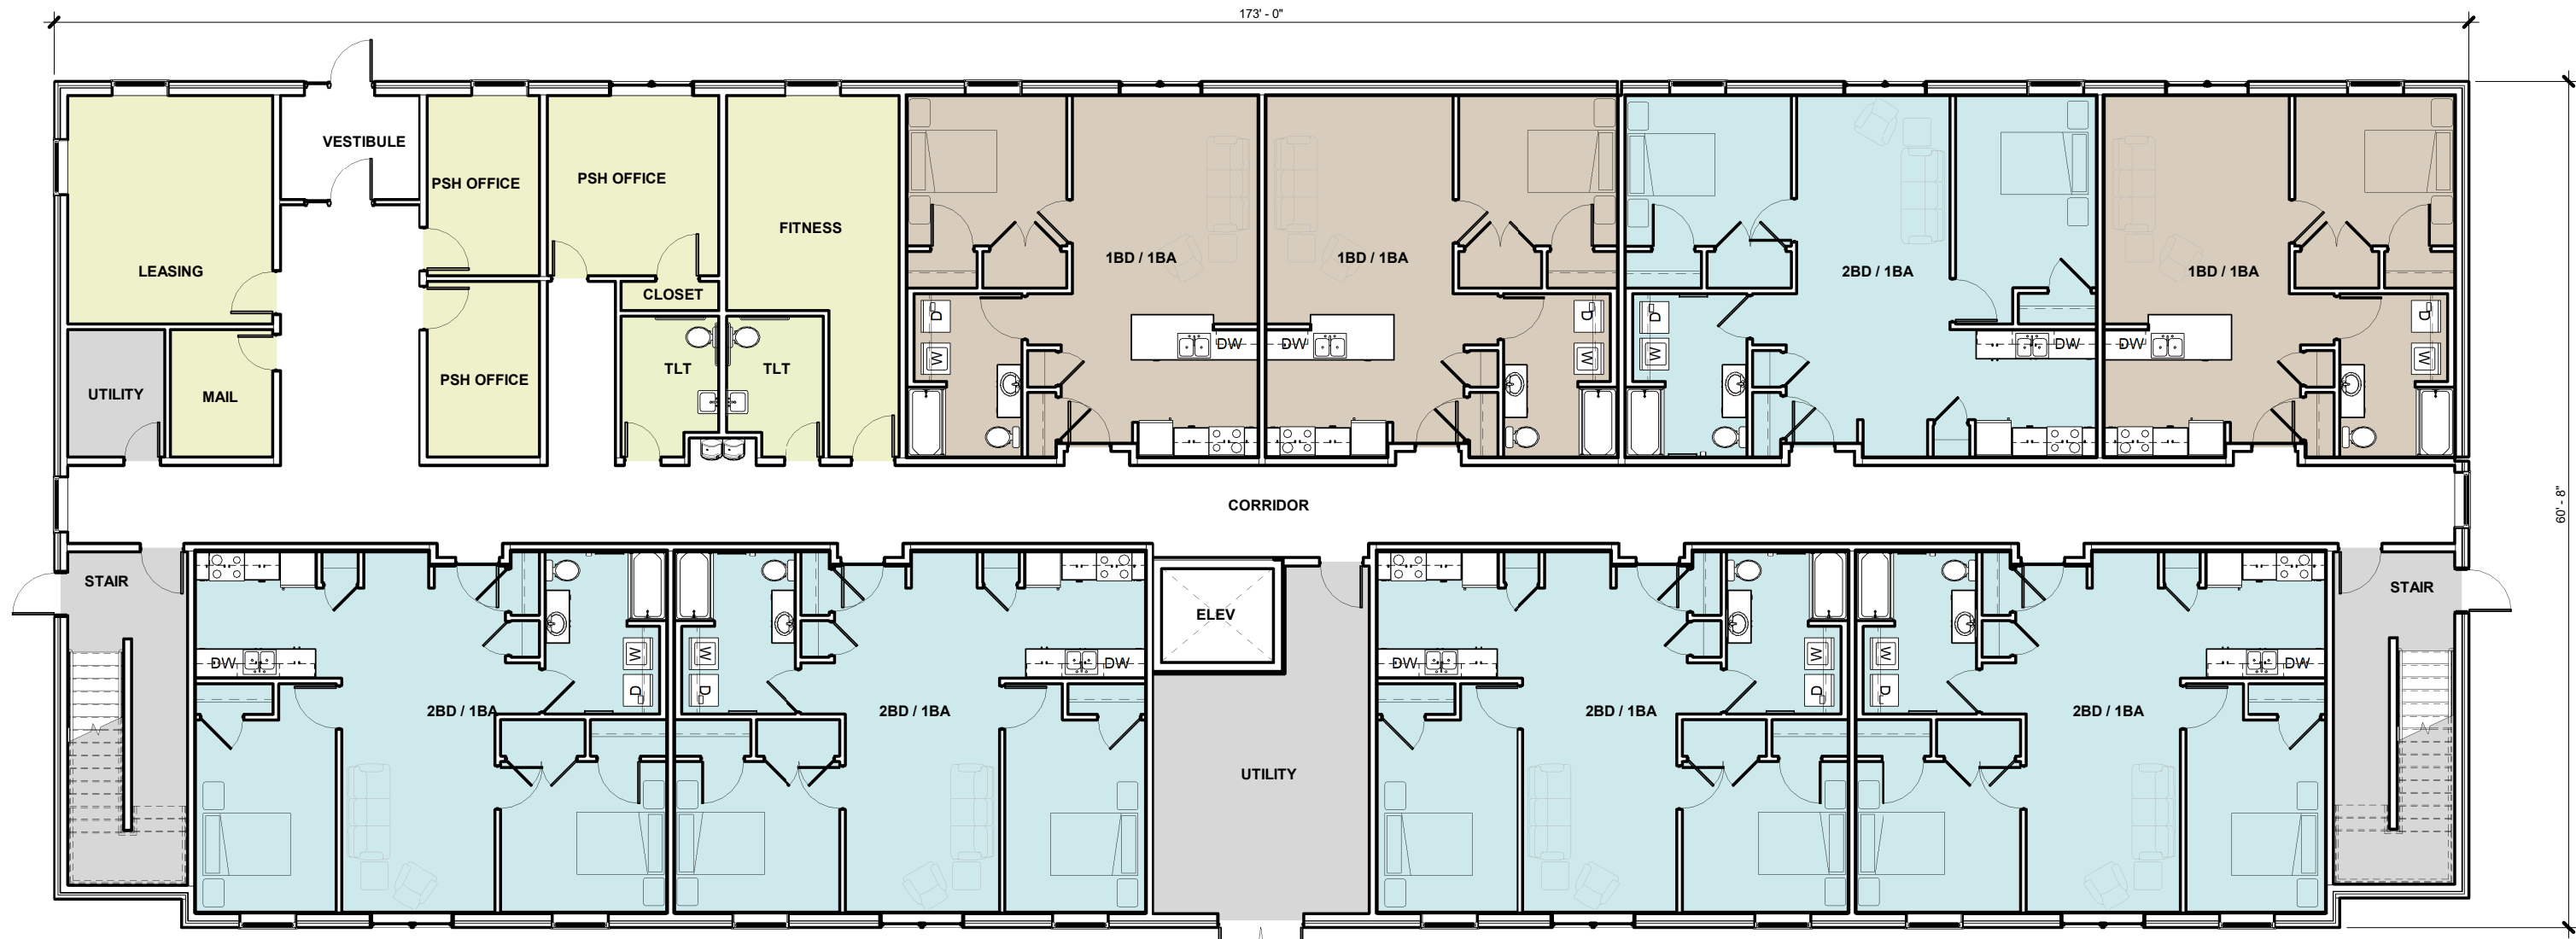 173' - 0"
VESTIBULE
PSH OFFICE
PSH OFFICE
FITNESS
LEASING
1BD / 1BA
1BD / 1BA
2BD / 1BA
1BD / 1BA
CLOSET
D
D
D
D
DW
DW
DW
DW
W
W
W
W
TLT
TLT
PSH OFFICE
UTILITY
MAIL
CORRIDOR
60' - 8"
STAIR
STAIR
ELEV
W
W
W
W
DW
DW
DW
DW
D
D
D
D
2BD / 1BA
2BD / 1BA
2BD / 1BA
2BD / 1BA
UTILITY